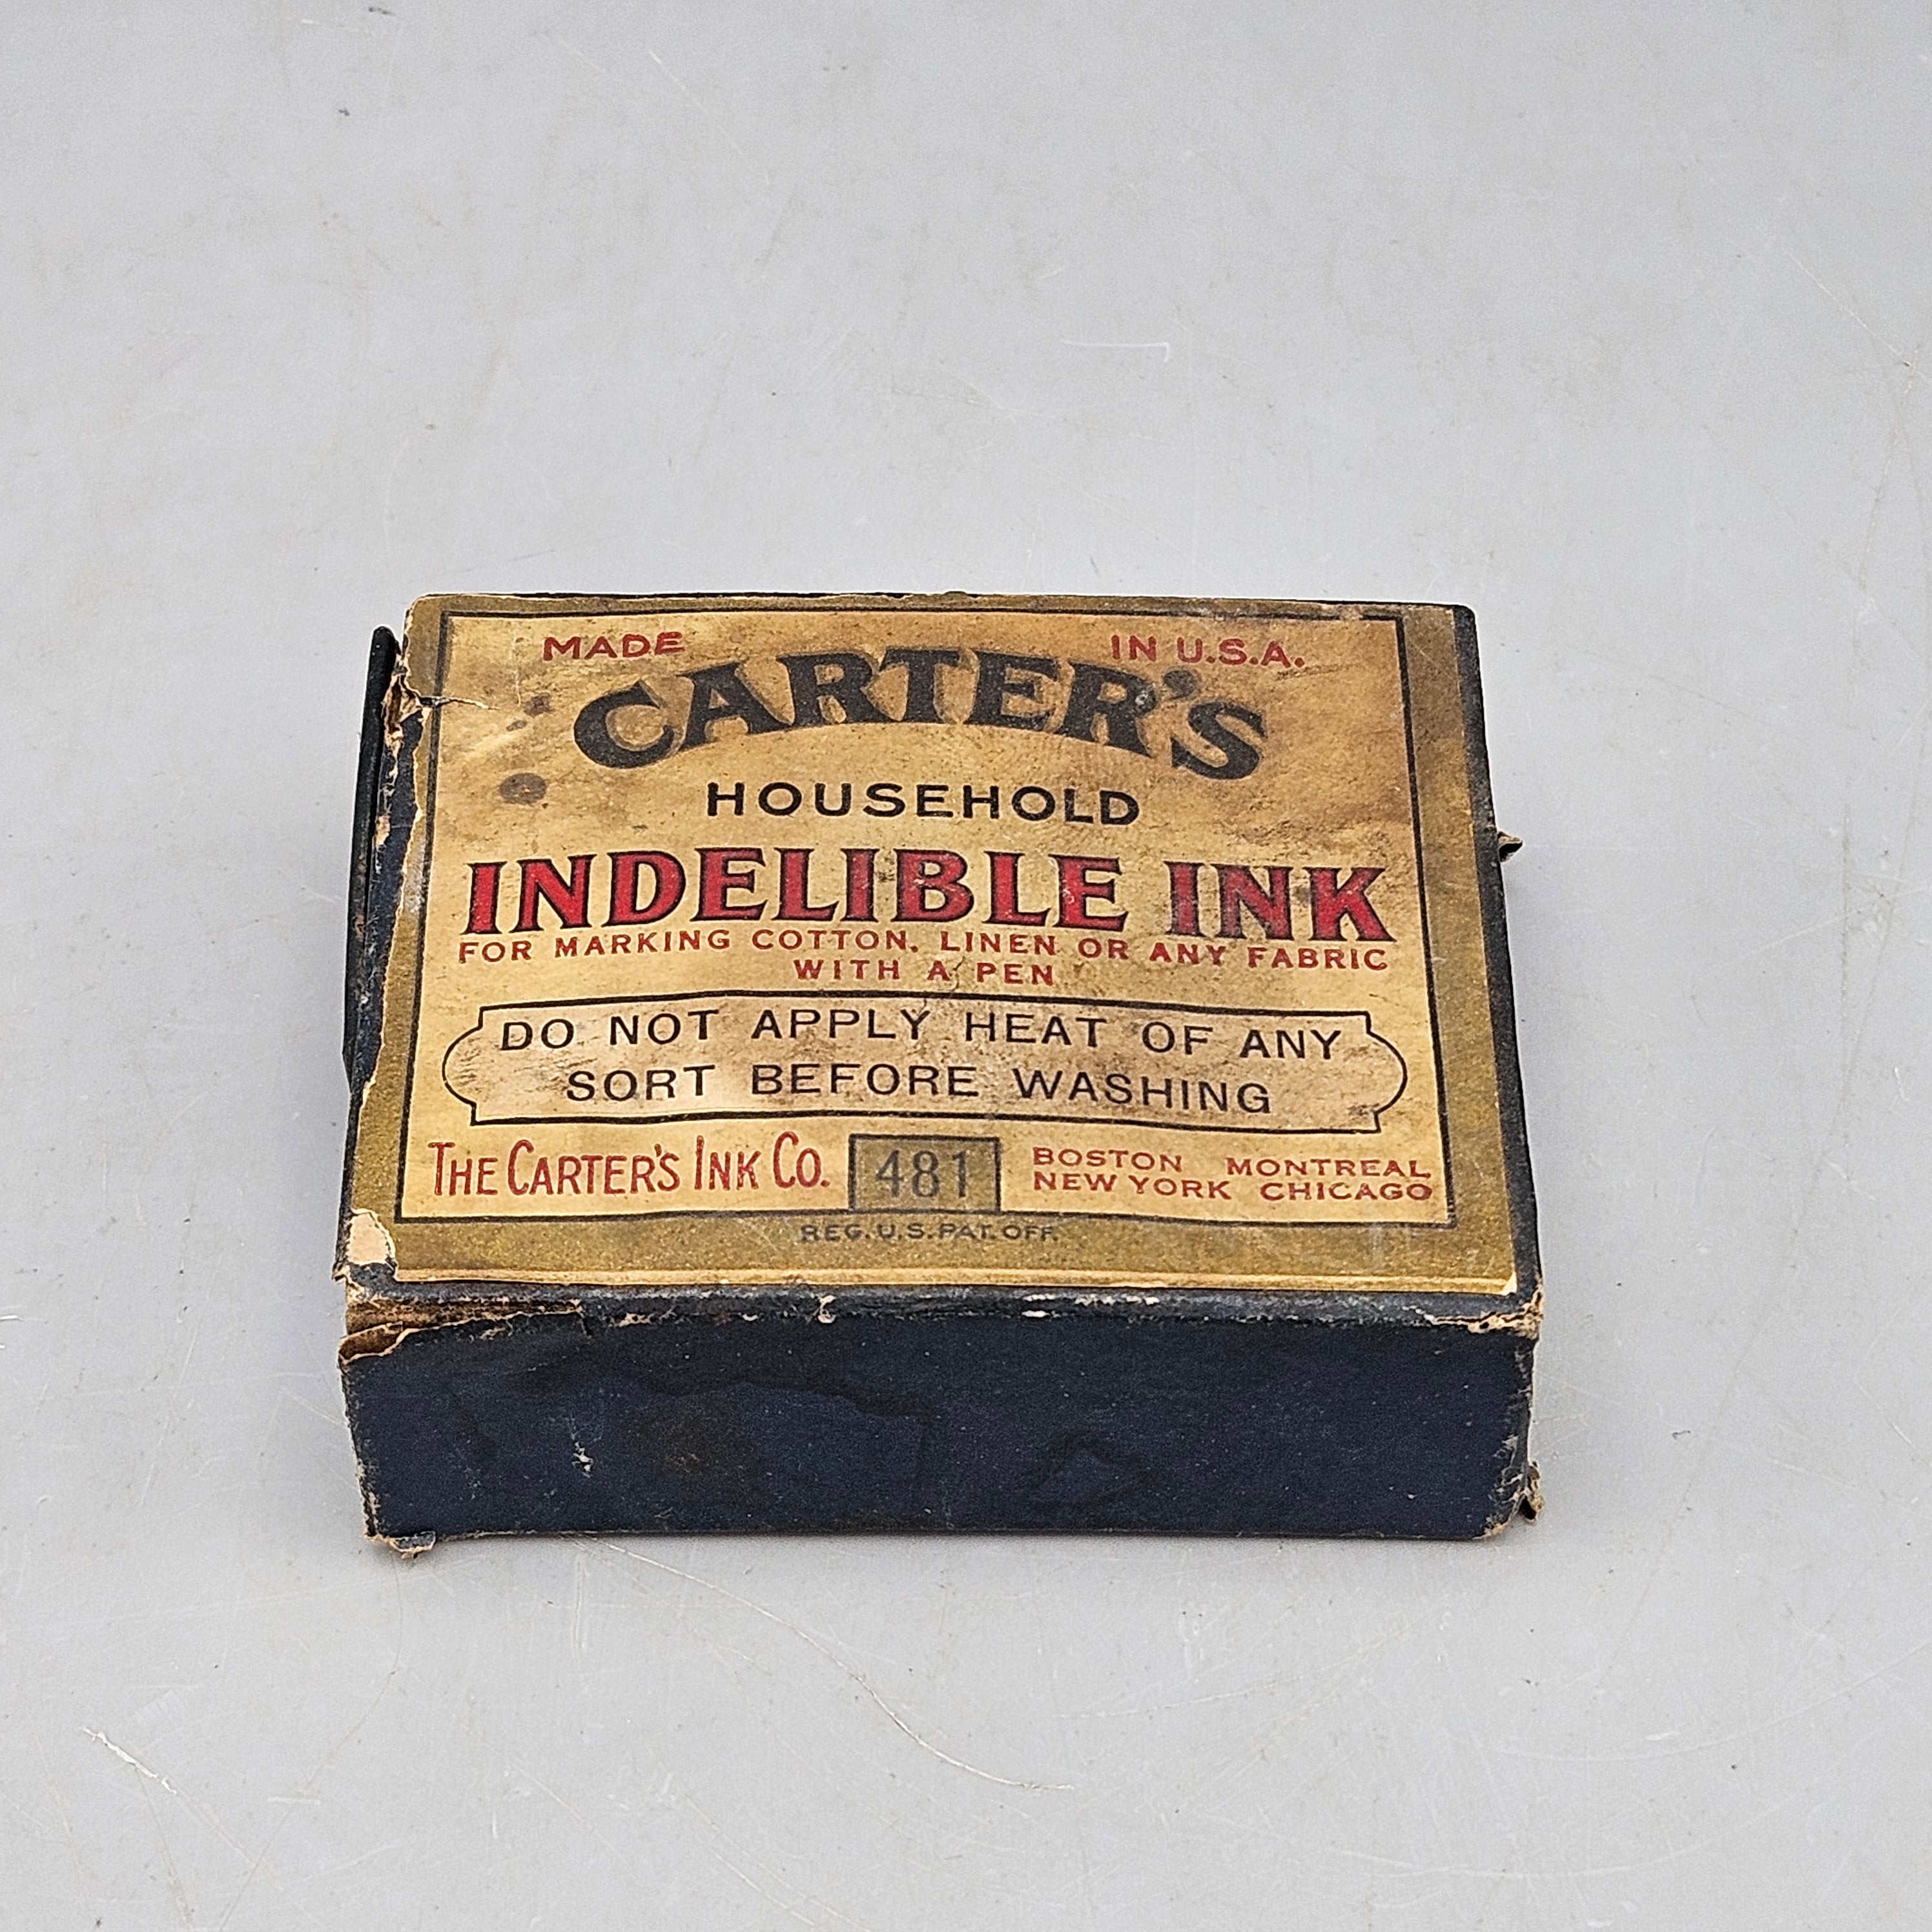 MADE IN U.S.A.
CARTER'S
HOUSEHOLD
INDELIBLE INK
FOR MARKING COTTON, LINEN OR ANY FABRIC
WITH A PEN
DO NOT APPLY HEAT OF ANY
SORT BEFORE WASHING
THE CARTER'S INK CO.
481
BOSTON MONTREAL
NEW YORK CHICAGO
REG. U.S. PAT. OFF.